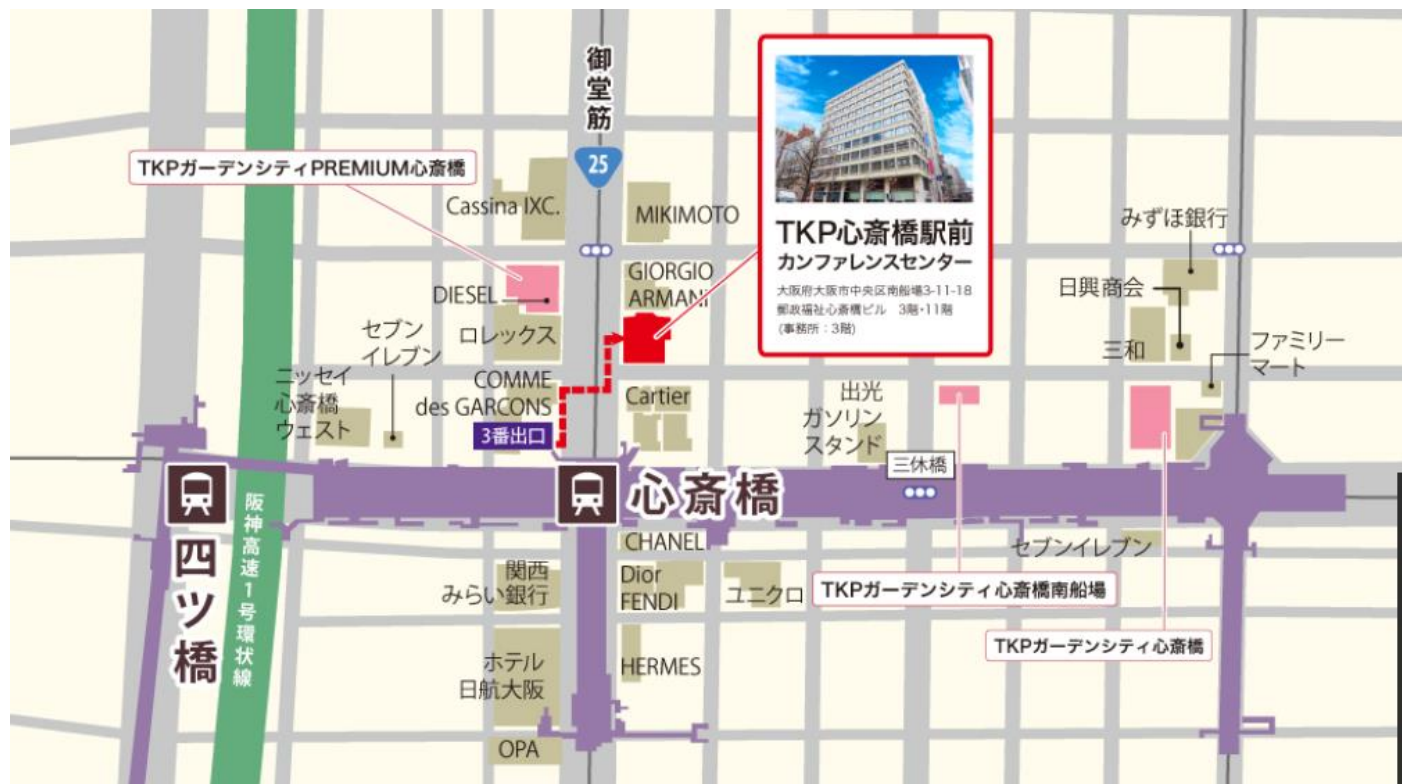 御堂筋
25
TKPガーデンシティPREMIUM心斎橋
Cassina IXC.
MIKIMOTO
TKP心斎橋駅前
カンファレンスセンター
大阪府大阪市中央区南船場3-11-18
郵政福祉心斎橋ビル 3階・11階
(事務所:3階)
みずほ銀行
日興商会
三和
ファミリー
マート
GIORGIO
ARMANI
DIESEL
ロレックス
セブン
イレブン
COMME
des GARCONS
ニッセイ
心斎橋
ウェスト
3番出口
Cartier
出光
ガソリン
スタンド
三休橋
心斎橋
四ツ橋
阪神高速1号環状線
CHANEL
セブンイレブン
関西
みらい銀行
Dior
FENDI
ユニクロ
TKPガーデンシティ心斎橋南船場
TKPガーデンシティ心斎橋
ホテル
日航大阪
HERMES
OPA